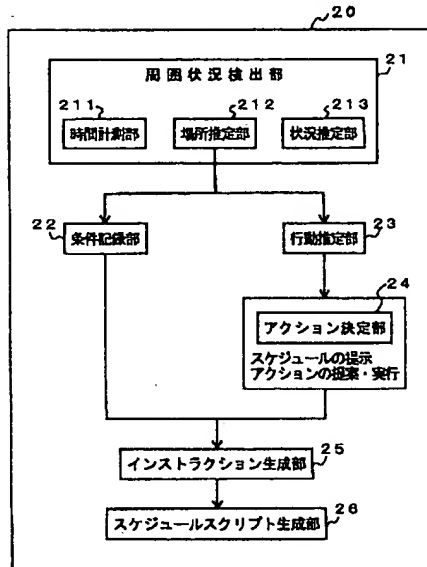 20
21
周囲状況検出部
211 212 213
時間計測部 場所推定部 状況推定部
22 23
条件記録部 行動推定部
24
アクション決定部
スケジュールの提示
アクションの提案・実行
25
インストラクション生成部
26
スケジュールスクリプト生成部